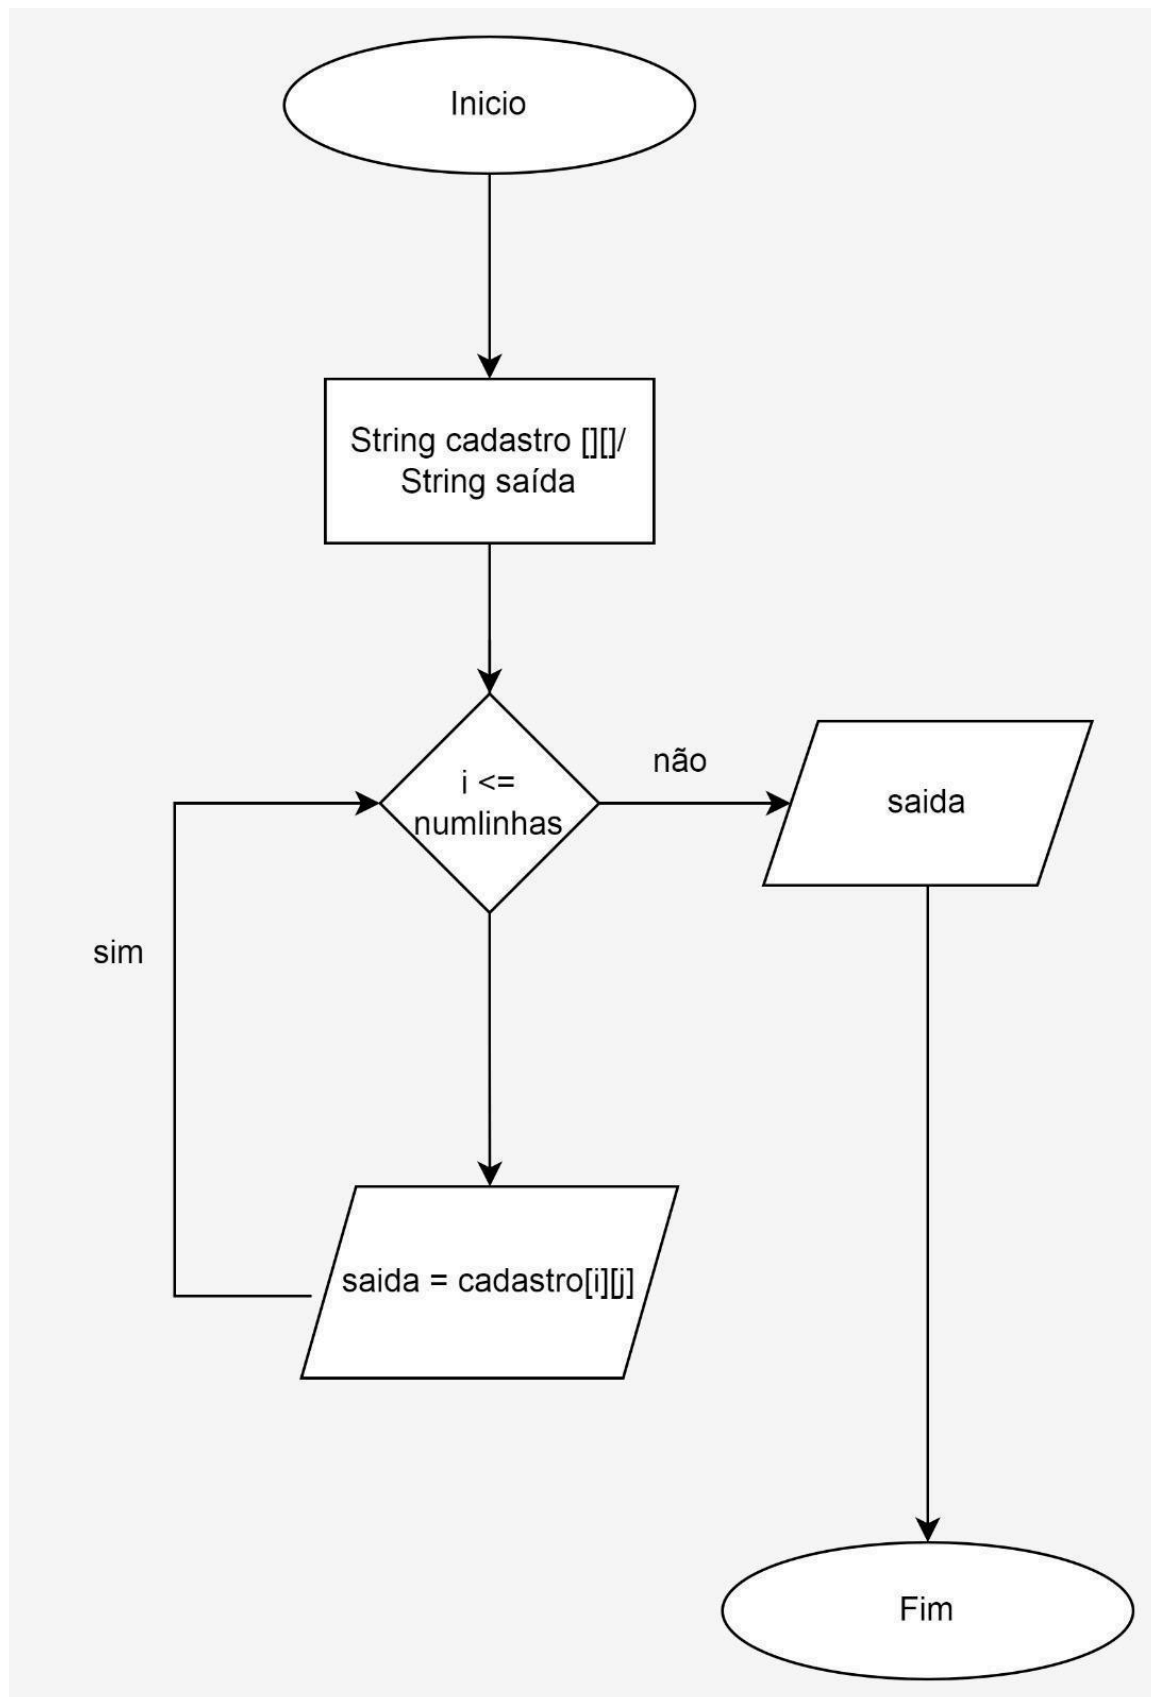 Inicio
String cadastro [][]/
String saída
i <=
numlinhas
não
saida
sim
saida = cadastro[i][j]
Fim